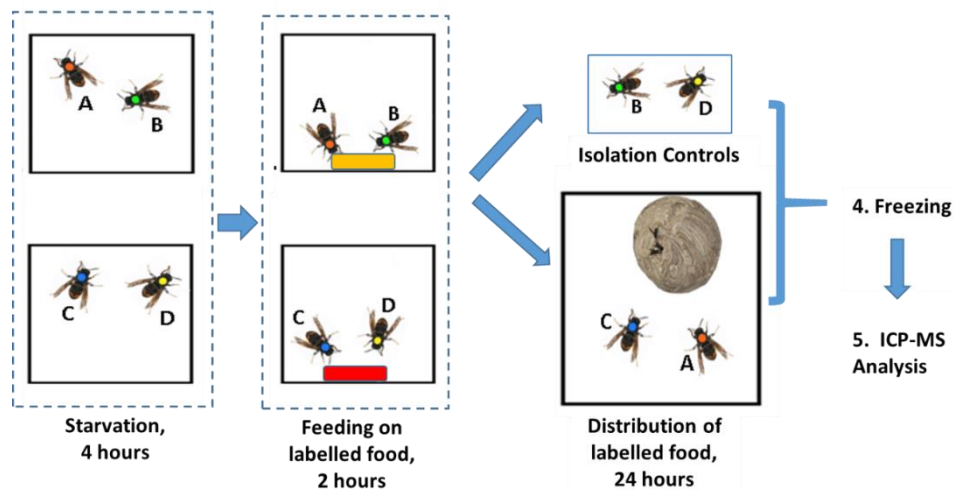 A
B
C
D
Starvation,
4 hours
A
B
C
D
Feeding on
labelled food,
2 hours
B
D
Isolation Controls
C
A
Distribution of
labelled food,
24 hours
4. Freezing
5. ICP-MS
Analysis